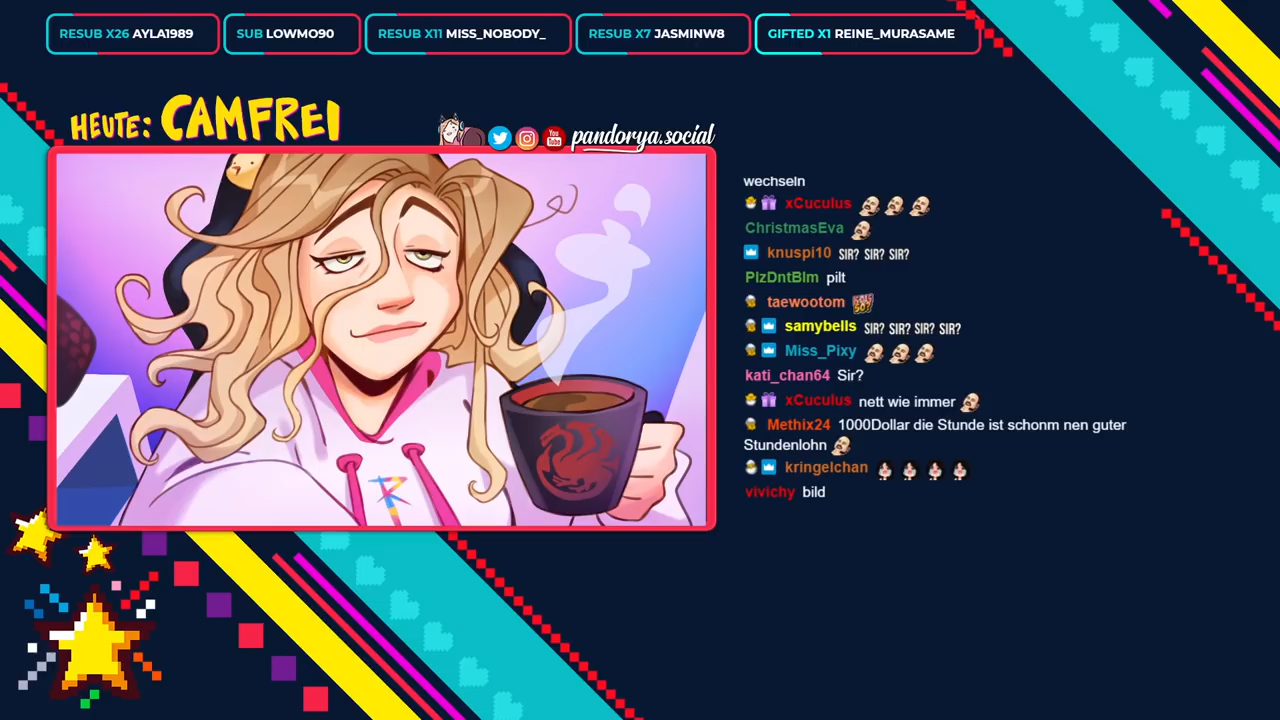 RESUB X26 AYLA1989
SUB LOWMO90
RESUB X11 MISS_NOBODY_
RESUB X7 JASMINW8
GIFTED X1 REINE_MURASAME
HEUTE: CAMFREI
You
Tube
pandorya.social
wechseln
xCuculus
ChristmasEva
knuspi10 SIR? SIR? SIR?
PlzDntBlm pilt
taewootom
samybells SIR? SIR? SIR? SIR?
Miss_Pixy
kati_chan64 Sir?
xCuculus nett wie immer
Methix24 1000Dollar die Stunde ist schonm nen guter
Stundenlohn
kringelchan
vivichy bild
R